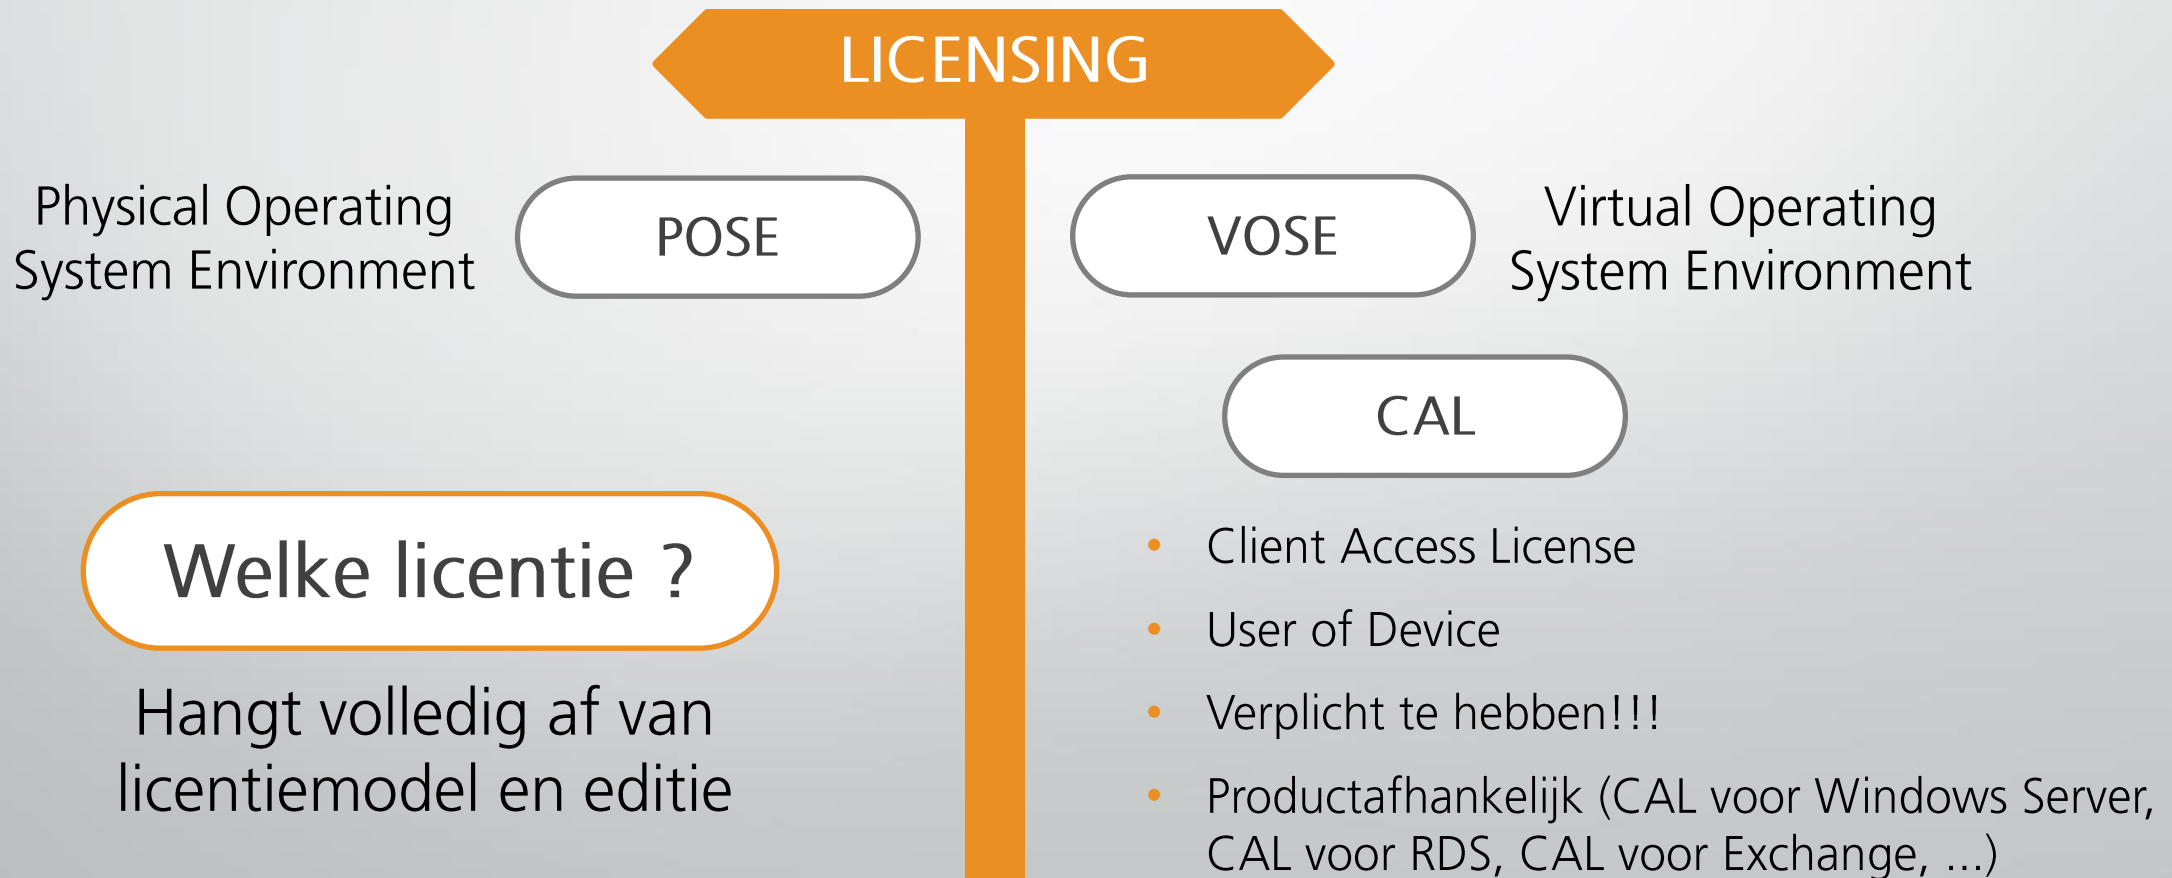 LICENSING
Physical Operating
System Environment
POSE
VOSE
Virtual Operating
System Environment
CAL
Welke licentie ?
Hangt volledig af van
licentiemodel en editie
• Client Access License
• User of Device
• Verplicht te hebben!!!
• Productafhankelijk (CAL voor Windows Server,
CAL voor RDS, CAL voor Exchange, ...)